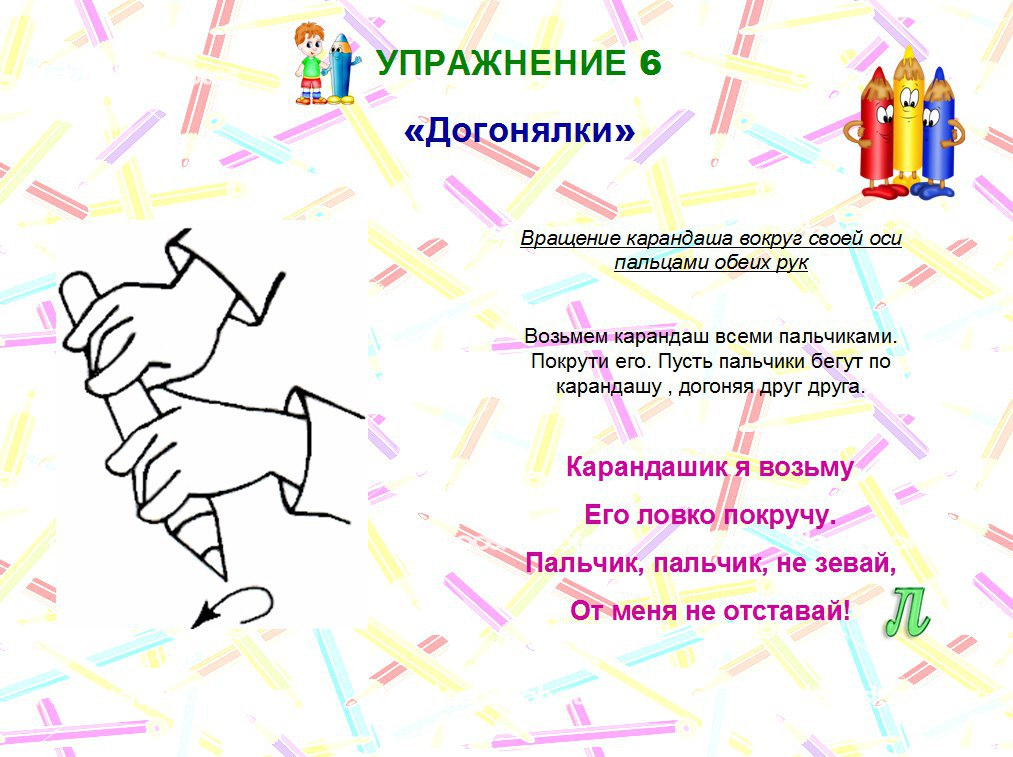 УПРАЖНЕНИЕ 6
«Догонялки»
Вращение карандаша вокруг своей оси
пальцами обеих рук
Возьмем карандаш всеми пальчиками.
Покрути его. Пусть пальчики бегут по
карандашу , догоняя друг друга.
Карандашик я возьму
Его ловко покручу.
Пальчик, пальчик, не зевай,
От меня не отставай!
Л